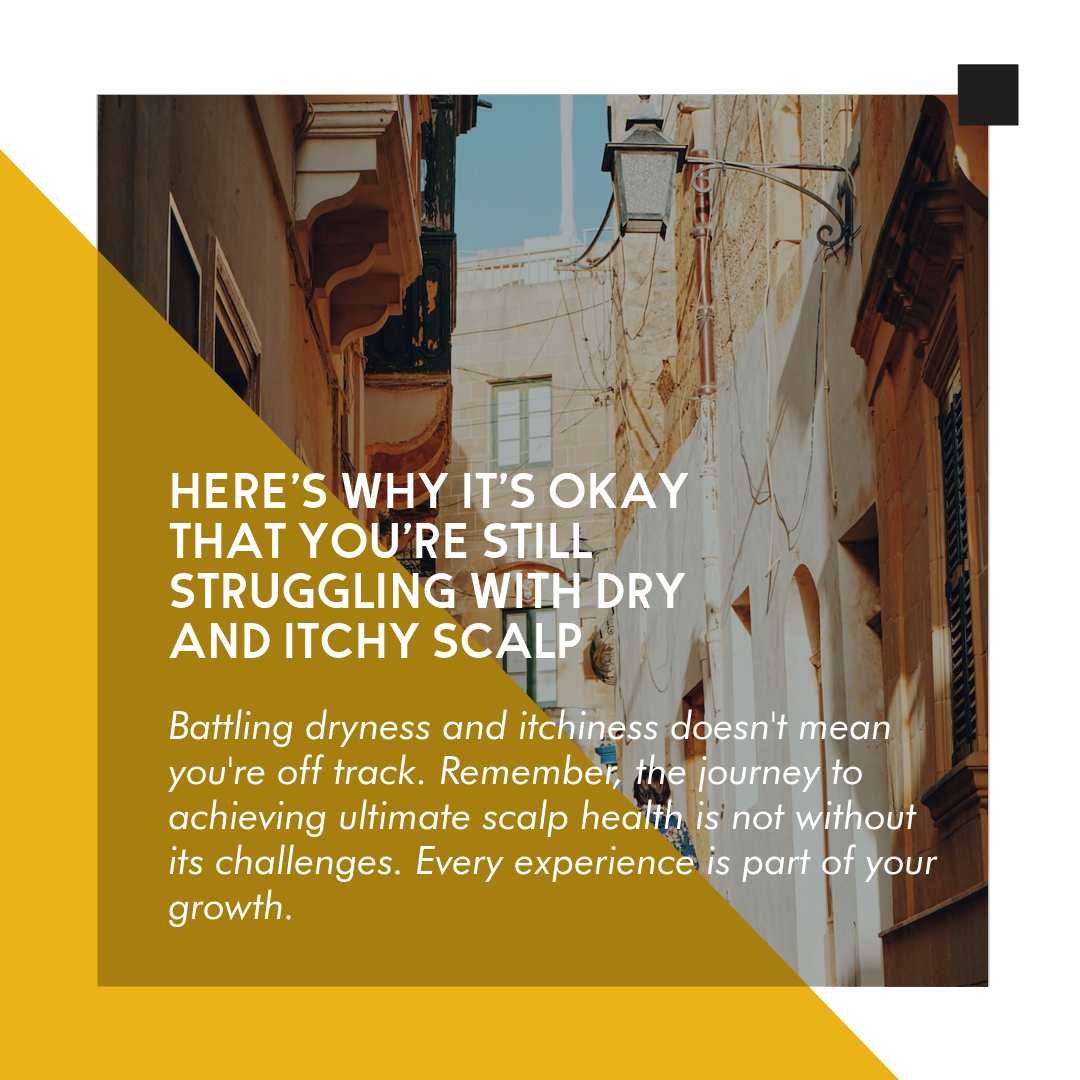 HERE’S WHY IT’S OKAY
THAT YOU’RE STILL
STRUGGLING WITH DRY
AND ITCHY SCALP
Battling dryness and itchiness doesn't mean
you're off track. Remember, the journey to
achieving ultimate scalp health is not without
its challenges. Every experience is part of your
growth.